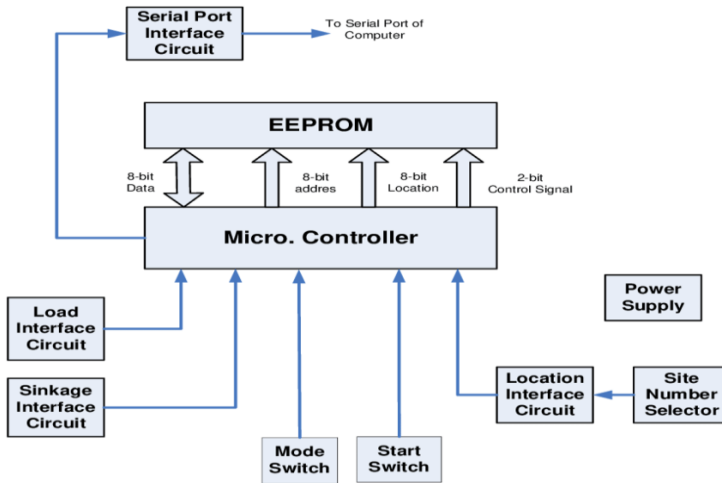 Serial Port
Interface
Circuit
To Serial Port of
Computer
EEPROM
8-bit
Data
8-bit
addres
8-bit
Location
2-bit
Control Signal
Micro. Controller
Power
Supply
Load
Interface
Circuit
Sinkage
Interface
Circuit
Location
Interface
Circuit
Site
Number
Selector
Mode
Switch
Start
Switch